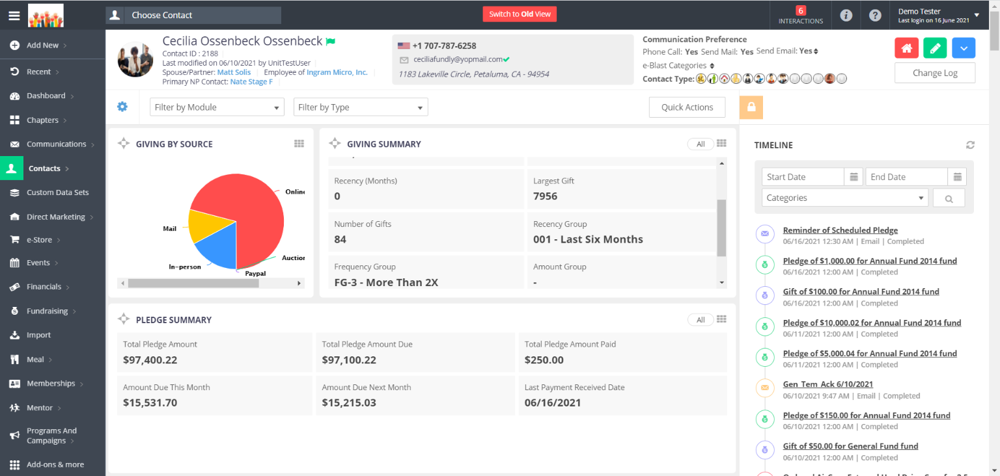 Choose Contact
Switch to Old View
6
INTERACTIONS
Demo Tester
Last login on 16 June 2021
Add New
Recent
Dashboard
Chapters
Communications
Contacts
Custom Data Sets
Direct Marketing
e-Store
Events
Financials
Fundraising
Import
Meal
Memberships
Mentor
Programs And
Campaigns
Add-ons & more
Cecilia Ossenbeck Ossenbeck
Contact ID : 2188
Last modified on 06/10/2021 by UnitTestUser
Spouse/Partner: Matt Solis
Employee of Ingram Micro, Inc.
Primary NP Contact: Nate Stage F
+1 707-787-6258
ceciliafundly@yopmail.com
1183 Lakeville Circle, Petaluma, CA - 94954
Communication Preference
Phone Call: Yes Send Mail: Yes Send Email: Yes
e-Blast Categories
Contact Type:
Change Log
Filter by Module
Filter by Type
Quick Actions
GIVING BY SOURCE
Online
Mail
In-person
Auction
Paypal
GIVING SUMMARY
All
Recency (Months)
0
Largest Gift
7956
Number of Gifts
84
Recency Group
001 - Last Six Months
Frequency Group
FG-3 - More Than 2X
Amount Group
-
PLEDGE SUMMARY
All
Total Pledge Amount
$97,400.22
Total Pledge Amount Due
$97,100.22
Total Pledge Amount Paid
$250.00
Amount Due This Month
$15,531.70
Amount Due Next Month
$15,215.03
Last Payment Received Date
06/16/2021
TIMELINE
Start Date
End Date
Categories
Reminder of Scheduled Pledge
06/16/2021 12:30 AM | Email | Completed
Pledge of $1,000.00 for Annual Fund 2014 fund
06/16/2021 12:00 AM | Completed
Gift of $100.00 for Annual Fund 2014 fund
06/16/2021 12:00 AM | Completed
Pledge of $10,000.02 for Annual Fund 2014 fund
06/11/2021 12:00 AM | Completed
Pledge of $5,000.04 for Annual Fund 2014 fund
06/11/2021 12:00 AM | Completed
Gen_Tem_Ack 6/10/2021
06/10/2021 9:47 AM | Email | Completed
Pledge of $150.00 for Annual Fund 2014 fund
06/10/2021 12:00 AM | Completed
Gift of $50.00 for General Fund fund
06/10/2021 12:00 AM | Completed